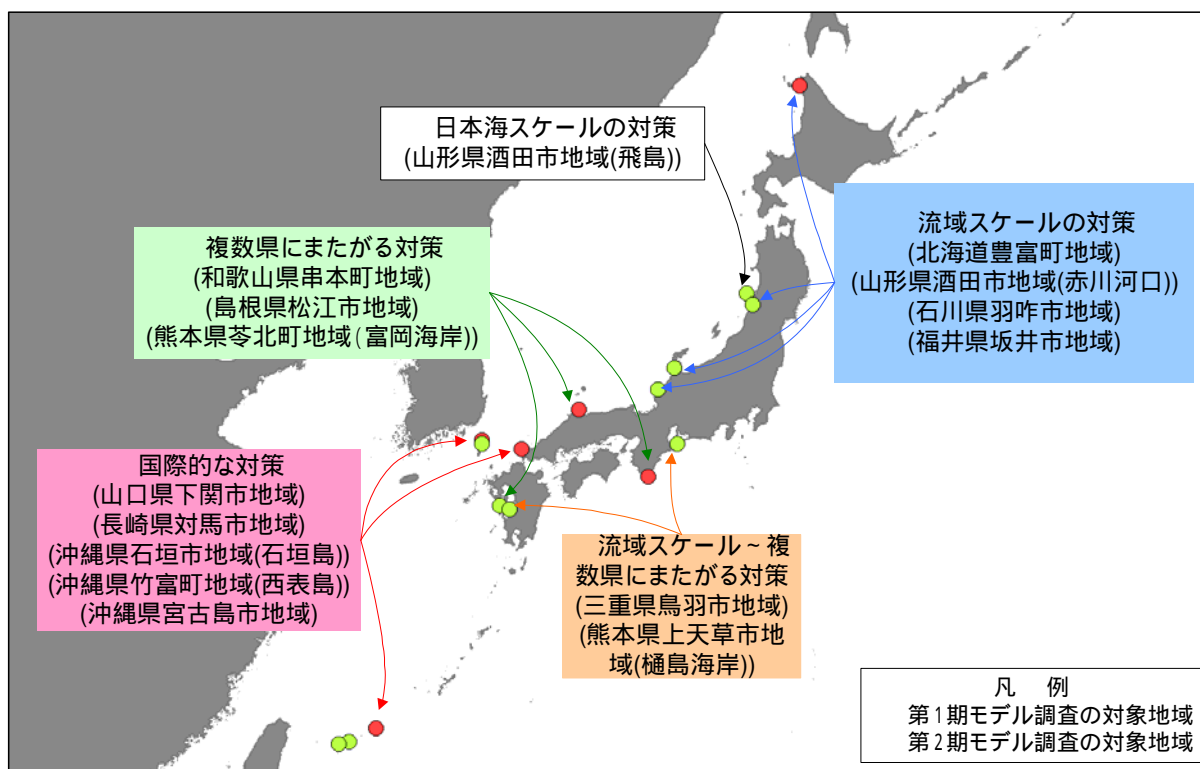 日本海スケールの対策
(山形県酒田市地域(飛島))
流域スケールの対策
(北海道豊富町地域)
(山形県酒田市地域(赤川河口))
(石川県羽咋市地域)
(福井県坂井市地域)
複数県にまたがる対策
(和歌山県串本町地域)
(島根県松江市地域)
(熊本県苓北町地域(富岡海岸))
国際的な対策
(山口県下関市地域)
(長崎県対馬市地域)
(沖縄県石垣市地域(石垣島))
(沖縄県竹富町地域(西表島))
(沖縄県宮古島市地域)
流域スケール～複
数県にまたがる対策
(三重県鳥羽市地域)
(熊本県上天草市地
域(樋島海岸))
凡 例
第1期モデル調査の対象地域
第2期モデル調査の対象地域